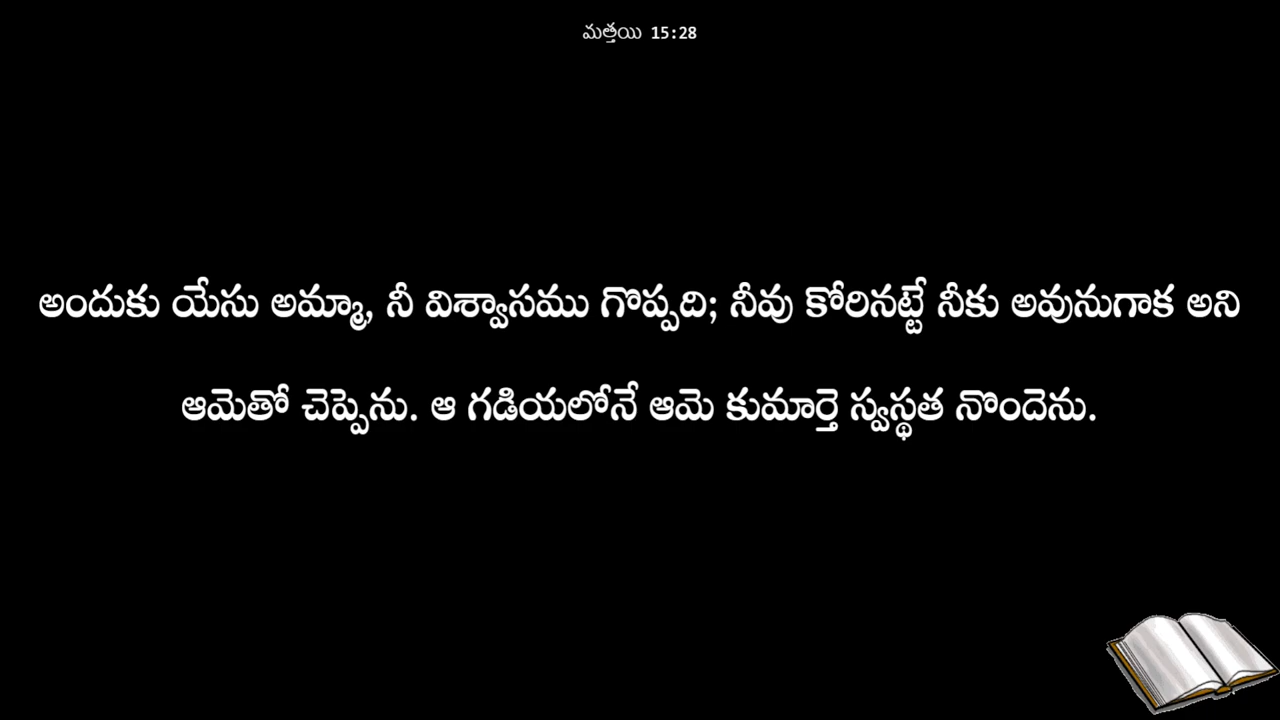 మత్తయి 15:28
అందుకు యేసు అమ్మా, నీ విశ్వాసము గొప్పది; నీవు కోరినట్టే నీకు అవునుగాక అని
ఆమెతో చెప్పెను. ఆ గడియలోనే ఆమె కుమార్తె స్వస్థత నొందెను.